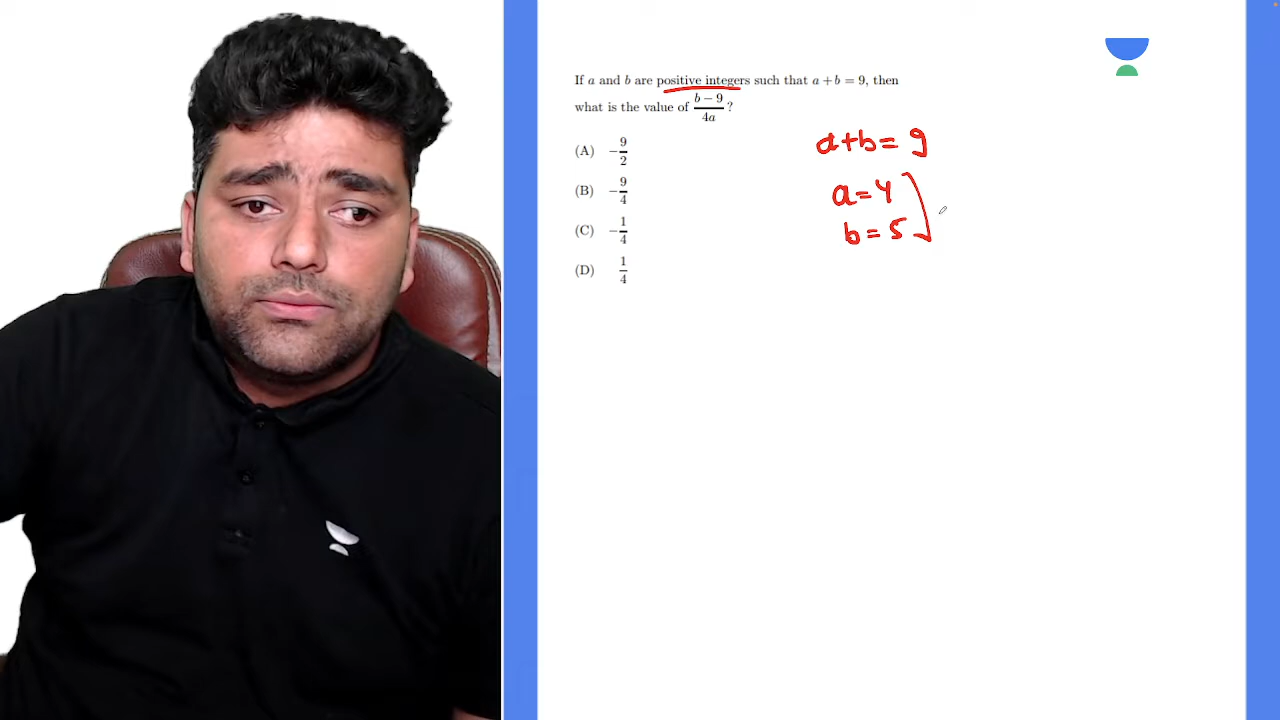 If a and b are positive integers such that a + b = 9, then
what is the value of (b − 9)/(4a) ?
(A) −9/2
(B) −9/4
(C) −1/4
(D) 1/4
a+b= 9
a=4
b=5